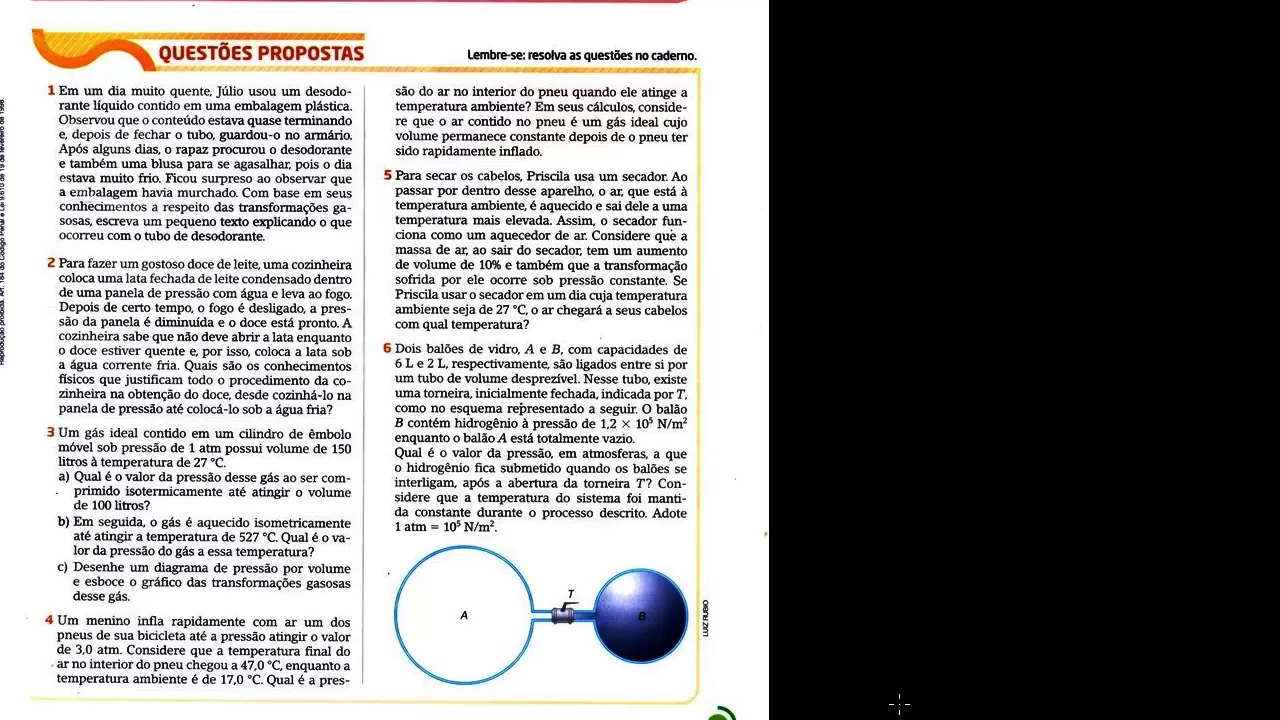 QUESTÕES PROPOSTAS
Lembre-se: resolva as questões no caderno.
1 Em um dia muito quente, Júlio usou um desodo-
rante líquido contido em uma embalagem plástica.
Observou que o conteúdo estava quase terminando
e, depois de fechar o tubo, guardou-o no armário.
Após alguns dias, o rapaz procurou o desodorante
e também uma blusa para se agasalhar, pois o dia
estava muito frio. Ficou surpreso ao observar que
a embalagem havia murchado. Com base em seus
conhecimentos a respeito das transformações ga-
sosas, escreva um pequeno texto explicando o que
ocorreu com o tubo de desodorante.
2 Para fazer um gostoso doce de leite, uma cozinheira
coloca uma lata fechada de leite condensado dentro
de uma panela de pressão com água e leva ao fogo.
Depois de certo tempo, o fogo é desligado, a pres-
são da panela é diminuída e o doce está pronto. A
cozinheira sabe que não deve abrir a lata enquanto
o doce estiver quente e, por isso, coloca a lata sob
a água corrente fria. Quais são os conhecimentos
físicos que justificam todo o procedimento da co-
zinheira na obtenção do doce, desde cozinhá-lo na
panela de pressão até colocá-lo sob a água fria?
3 Um gás ideal contido em um cilindro de êmbolo
móvel sob pressão de 1 atm possui volume de 150
litros à temperatura de 27 °C.
a) Qual é o valor da pressão desse gás ao ser com-
primido isotermicamente até atingir o volume
de 100 litros?
b) Em seguida, o gás é aquecido isometricamente
até atingir a temperatura de 527 °C. Qual é o va-
lor da pressão do gás a essa temperatura?
c) Desenhe um diagrama de pressão por volume
e esboce o gráfico das transformações gasosas
desse gás.
4 Um menino infla rapidamente com ar um dos
pneus de sua bicicleta até a pressão atingir o valor
de 3,0 atm. Considere que a temperatura final do
ar no interior do pneu chegou a 47,0 °C, enquanto a
temperatura ambiente é de 17,0 °C. Qual é a pres-
são do ar no interior do pneu quando ele atinge a
temperatura ambiente? Em seus cálculos, conside-
re que o ar contido no pneu é um gás ideal cujo
volume permanece constante depois de o pneu ter
sido rapidamente inflado.
5 Para secar os cabelos, Priscila usa um secador. Ao
passar por dentro desse aparelho, o ar, que está à
temperatura ambiente, é aquecido e sai dele a uma
temperatura mais elevada. Assim, o secador fun-
ciona como um aquecedor de ar. Considere que a
massa de ar, ao sair do secador, tem um aumento
de volume de 10% e também que a transformação
sofrida por ele ocorre sob pressão constante. Se
Priscila usar o secador em um dia cuja temperatura
ambiente seja de 27 °C, o ar chegará a seus cabelos
com qual temperatura?
6 Dois balões de vidro, A e B, com capacidades de
6 L e 2 L, respectivamente, são ligados entre si por
um tubo de volume desprezível. Nesse tubo, existe
uma torneira, inicialmente fechada, indicada por T,
como no esquema representado a seguir. O balão
B contém hidrogênio à pressão de 1,2 × 10⁵ N/m²
enquanto o balão A está totalmente vazio.
Qual é o valor da pressão, em atmosferas, a que
o hidrogênio fica submetido quando os balões se
interligam, após a abertura da torneira T? Con-
sidere que a temperatura do sistema foi manti-
da constante durante o processo descrito. Adote
1 atm = 10⁵ N/m².
T
A
B
LUIZ RUBIO
Reprodução proibida. Art. 184 do Código Penal e Lei 9.610 de 19 de fevereiro de 1998.